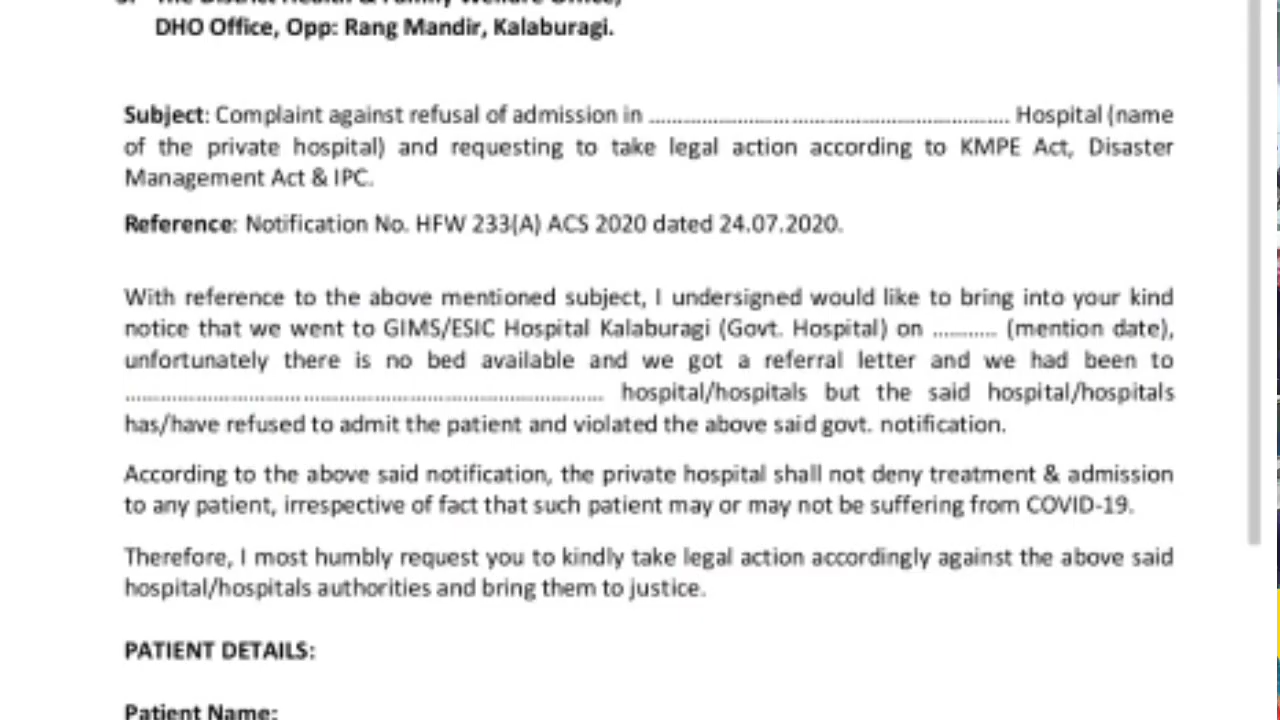 3. The District Health & Family Welfare Office,
DHO Office, Opp: Rang Mandir, Kalaburagi.
Subject: Complaint against refusal of admission in ............................................................ Hospital (name
of the private hospital) and requesting to take legal action according to KMPE Act, Disaster
Management Act & IPC.
Reference: Notification No. HFW 233(A) ACS 2020 dated 24.07.2020.
With reference to the above mentioned subject, I undersigned would like to bring into your kind
notice that we went to GIMS/ESIC Hospital Kalaburagi (Govt. Hospital) on ........... (mention date),
unfortunately there is no bed available and we got a referral letter and we had been to
................................................................................ hospital/hospitals but the said hospital/hospitals
has/have refused to admit the patient and violated the above said govt. notification.
According to the above said notification, the private hospital shall not deny treatment & admission
to any patient, irrespective of fact that such patient may or may not be suffering from COVID-19.
Therefore, I most humbly request you to kindly take legal action accordingly against the above said
hospital/hospitals authorities and bring them to justice.
PATIENT DETAILS:
Patient Name: